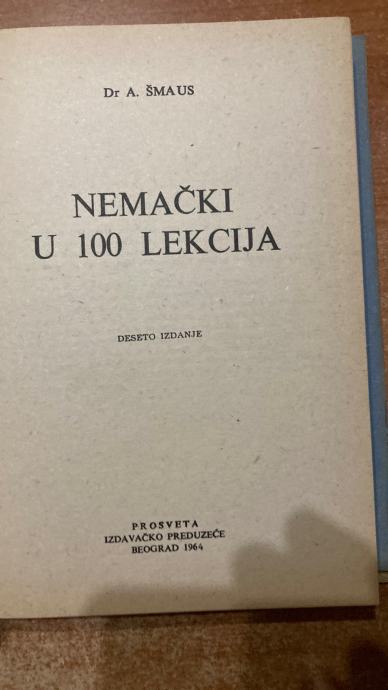 Dr A. ŠMAUS
NEMAČKI
U 100 LEKCIJA
DESETO IZDANJE
PROSVETA
IZDAVAČKO PREDUZEĆE
BEOGRAD 1964